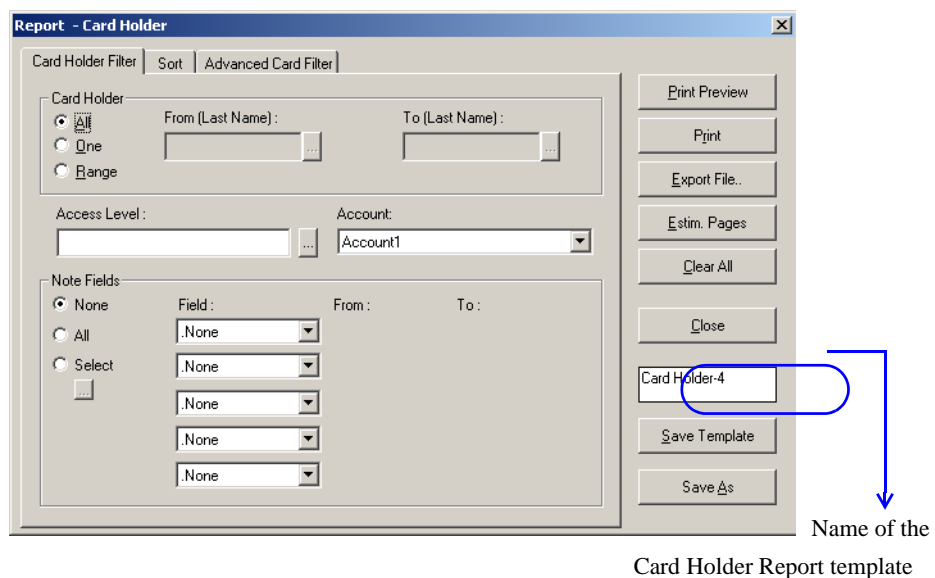 Report - Card Holder
Card Holder Filter Sort Advanced Card Filter
Card Holder
All
One
Range
From (Last Name) :
...
To (Last Name) :
...
Access Level :
...
Account:
Account1
Note Fields
None
All
Select
...
Field : From : To :
.None
.None
.None
.None
.None
Print Preview
Print
Export File..
Estim. Pages
Clear All
Close
Card Holder-4
Save Template
Save As
Name of the
Card Holder Report template